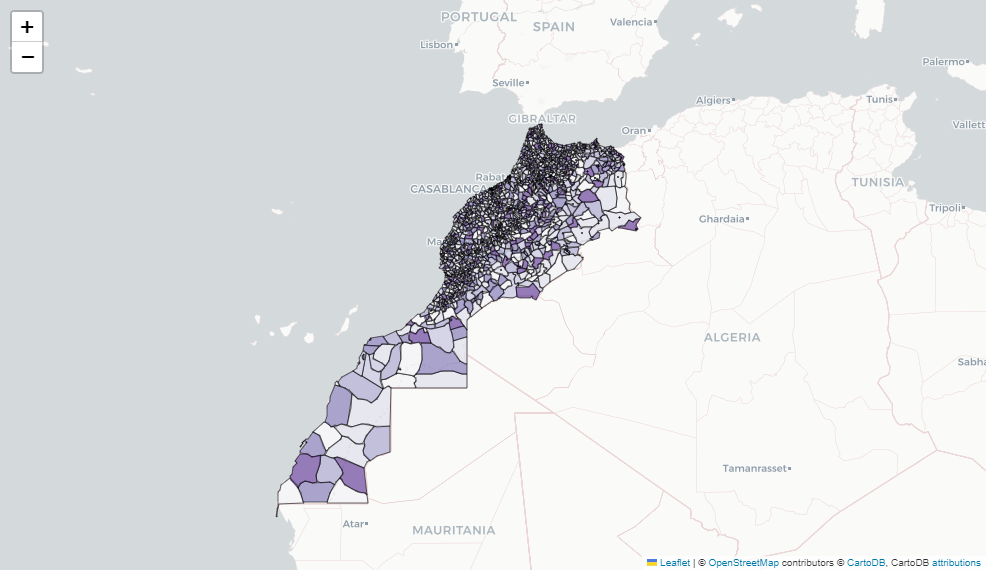 +
−
PORTUGAL
SPAIN
Valencia
Lisbon
Palermo
Seville
Algiers
Tunis
GIBRALTAR
Oran
Vallett
Rabat
CASABLANCA
TUNISIA
Tripoli
Ghardaia
Ma
ALGERIA
Sabha
Tamanrasset
Atar
MAURITANIA
Leaflet | © OpenStreetMap contributors © CartoDB, CartoDB attributions